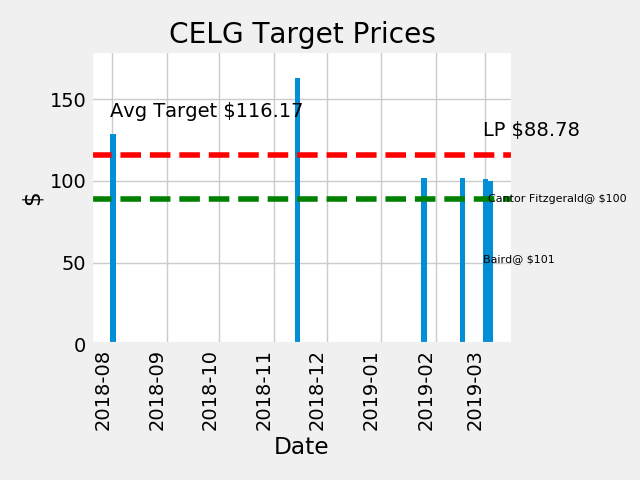 CELG Target Prices
150
Avg Target $116.17
LP $88.78
100
Cantor Fitzgerald@ $100
$
50
Baird@ $101
0
2018-08
2018-09
2018-10
2018-11
2018-12
2019-01
2019-02
2019-03
Date